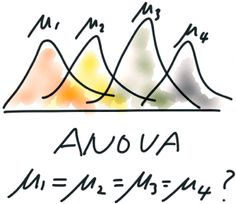 μ₁ μ₂ μ₃ μ₄
ANOVA
μ₁ = μ₂ = μ₃ = μ₄ ?